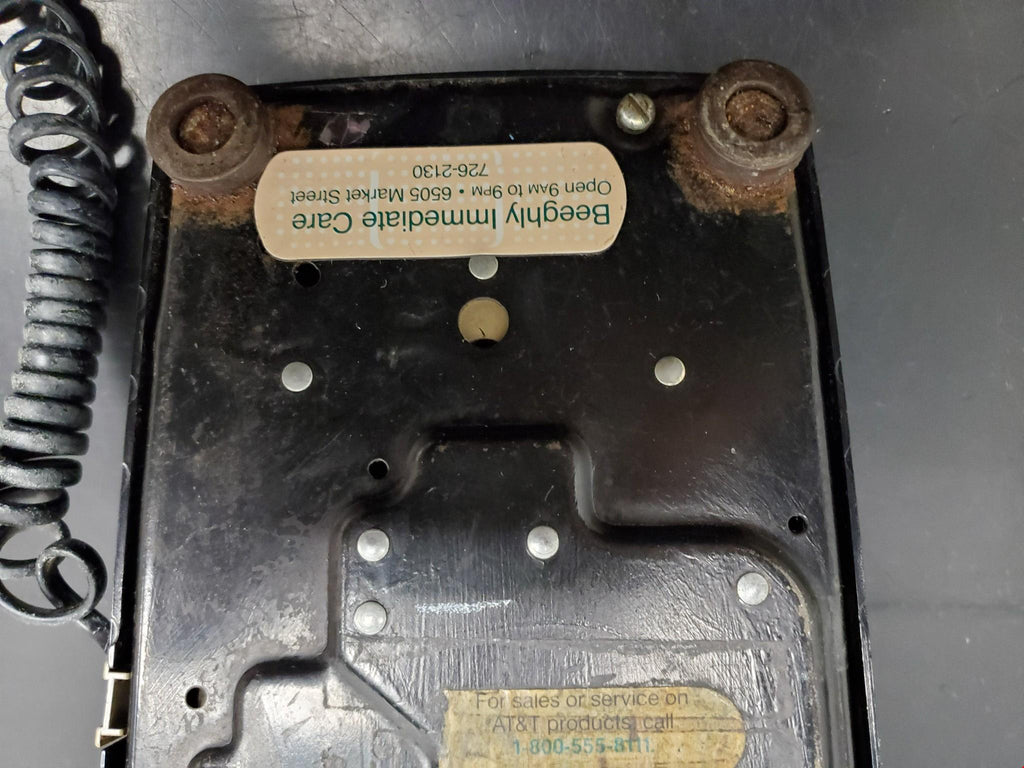 Beeghly Immediate Care
Open 9AM to 9PM • 6505 Market Street
726-2130
For sales or service on
AT&T products, call
1-800-555-8111.